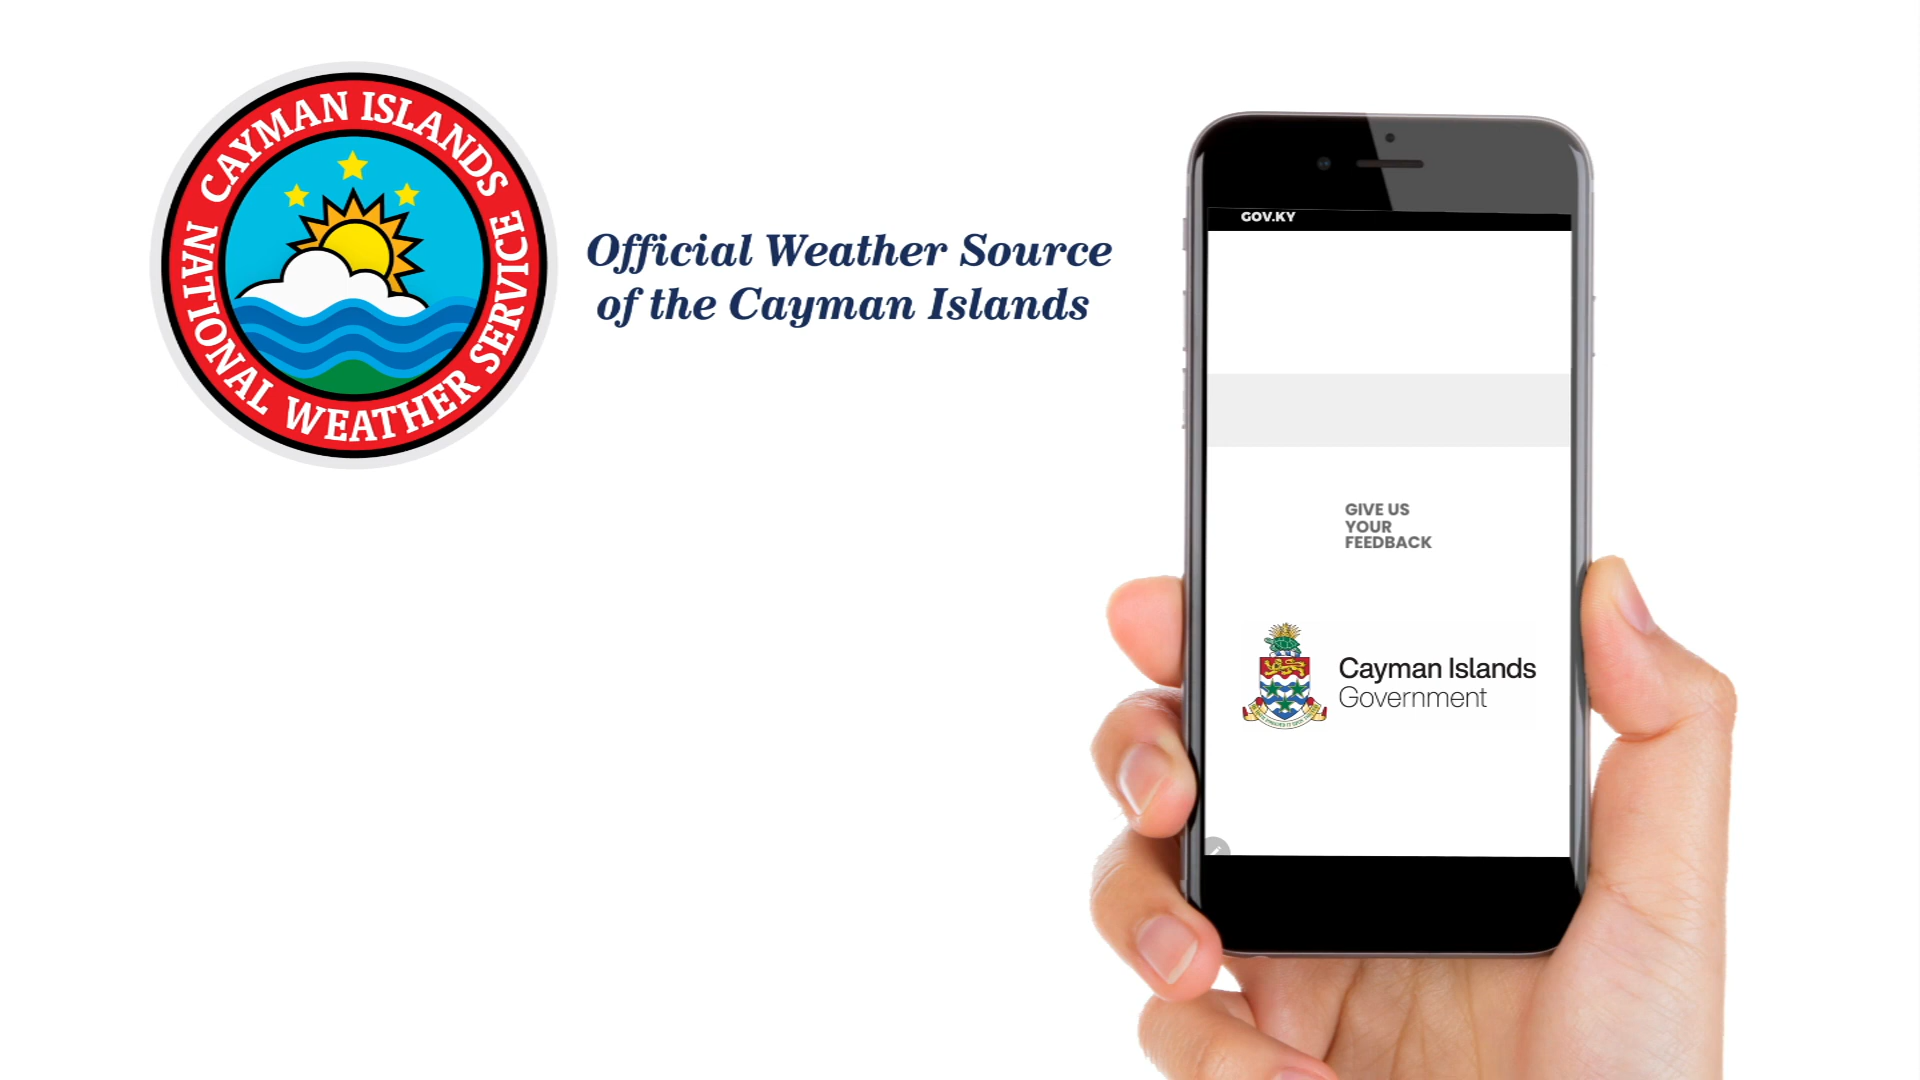 CAYMAN ISLANDS
NATIONAL WEATHER SERVICE
Official Weather Source
of the Cayman Islands
GOV.KY
GIVE US
YOUR
FEEDBACK
Cayman Islands
Government